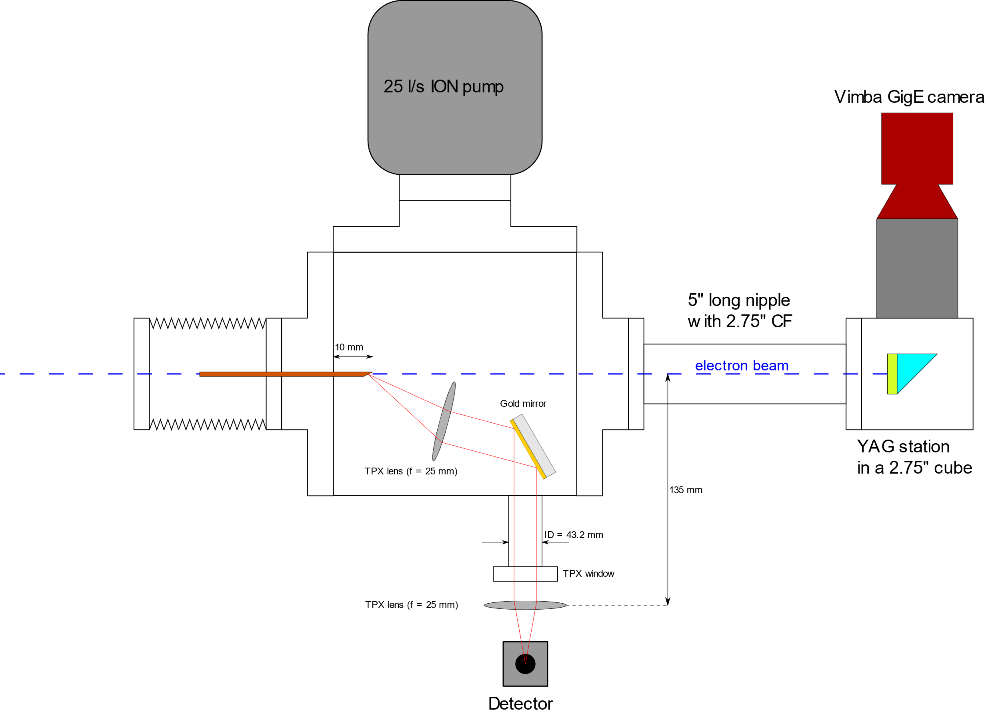 25 l/s ION pump
Vimba GigE camera
5" long nipple
with 2.75" CF
10 mm
electron beam
Gold mirror
YAG station
in a 2.75" cube
TPX lens (f = 25 mm)
135 mm
ID = 43.2 mm
TPX window
TPX lens (f = 25 mm)
Detector